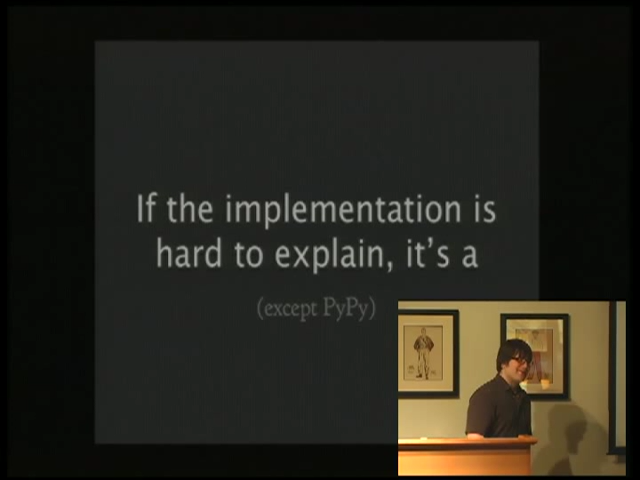 If the implementation is
hard to explain, it's a
(except PyPy)